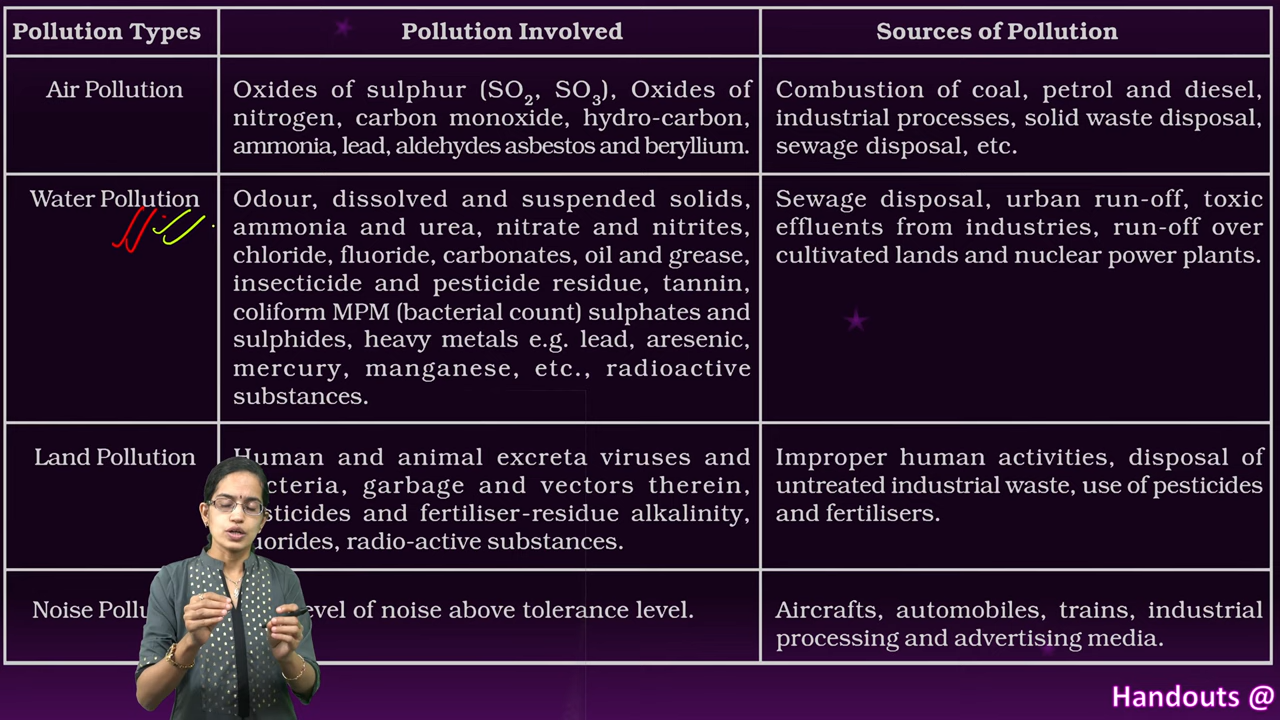 Pollution Types
Pollution Involved
Sources of Pollution
Air Pollution
Oxides of sulphur (SO2, SO3), Oxides of
nitrogen, carbon monoxide, hydro-carbon,
ammonia, lead, aldehydes asbestos and beryllium.
Combustion of coal, petrol and diesel,
industrial processes, solid waste disposal,
sewage disposal, etc.
Water Pollution
Odour, dissolved and suspended solids,
ammonia and urea, nitrate and nitrites,
chloride, fluoride, carbonates, oil and grease,
insecticide and pesticide residue, tannin,
coliform MPM (bacterial count) sulphates and
sulphides, heavy metals e.g. lead, aresenic,
mercury, manganese, etc., radioactive
substances.
Sewage disposal, urban run-off, toxic
effluents from industries, run-off over
cultivated lands and nuclear power plants.
Land Pollution
Human and animal excreta viruses and
garbage and vectors therein,
and fertiliser-residue alkalinity,
radio-active substances.
Improper human activities, disposal of
untreated industrial waste, use of pesticides
and fertilisers.
Noise
of noise above tolerance level.
Aircrafts, automobiles, trains, industrial
processing and advertising media.
Handouts @